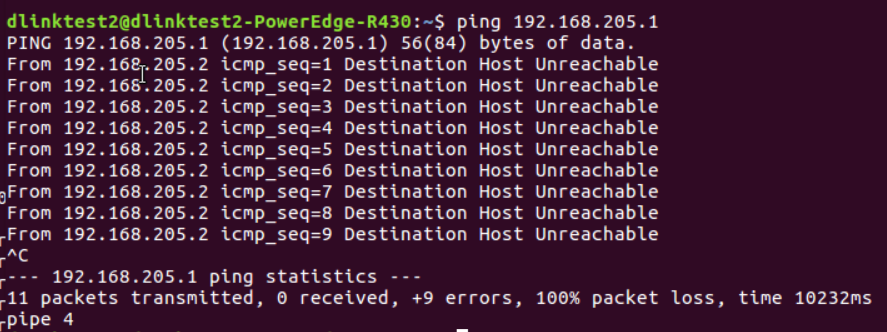 dlinktest2@dlinktest2-PowerEdge-R430:~$ ping 192.168.205.1
PING 192.168.205.1 (192.168.205.1) 56(84) bytes of data.
From 192.168.205.2 icmp_seq=1 Destination Host Unreachable
From 192.168.205.2 icmp_seq=2 Destination Host Unreachable
From 192.168.205.2 icmp_seq=3 Destination Host Unreachable
From 192.168.205.2 icmp_seq=4 Destination Host Unreachable
From 192.168.205.2 icmp_seq=5 Destination Host Unreachable
From 192.168.205.2 icmp_seq=6 Destination Host Unreachable
From 192.168.205.2 icmp_seq=7 Destination Host Unreachable
From 192.168.205.2 icmp_seq=8 Destination Host Unreachable
From 192.168.205.2 icmp_seq=9 Destination Host Unreachable
^C
--- 192.168.205.1 ping statistics ---
11 packets transmitted, 0 received, +9 errors, 100% packet loss, time 10232ms
pipe 4